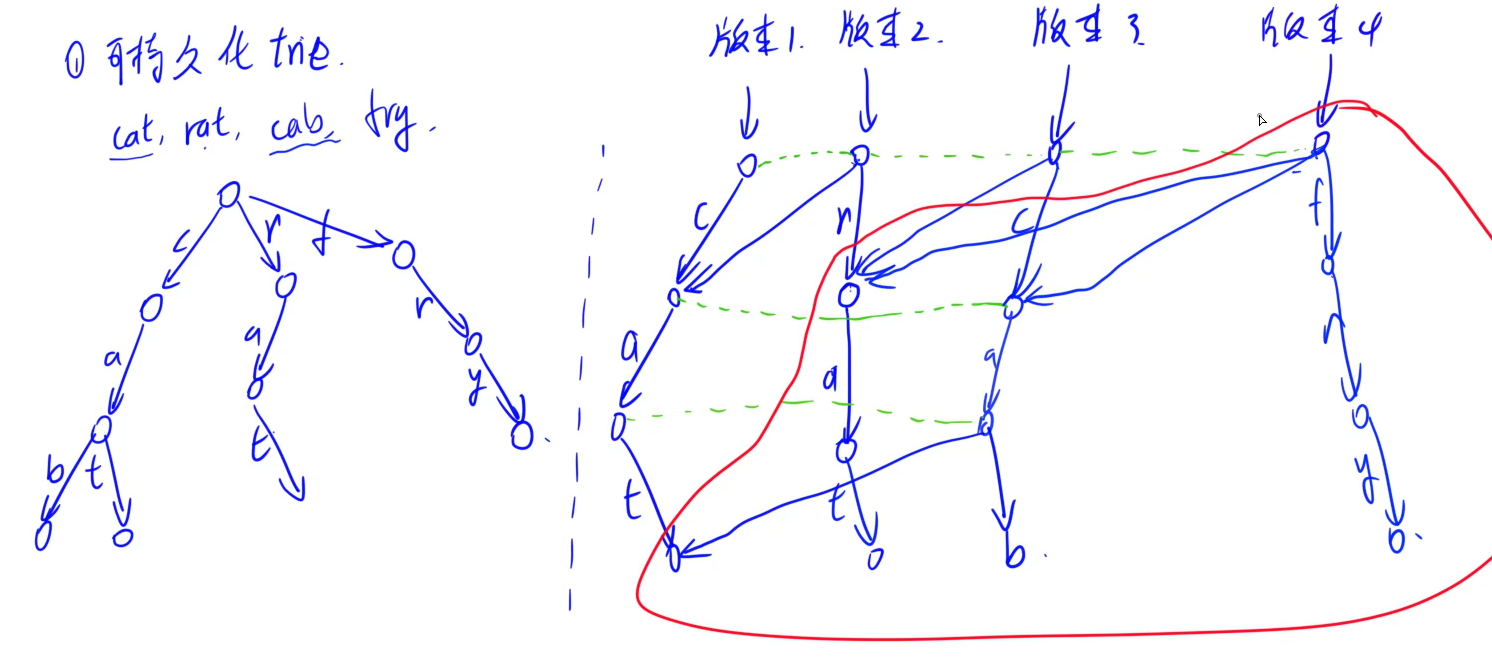 ① 可持久化 trie.
cat, rat, cab, fry.
版本1. 版本2. 版本3 版本4
c r f
a a r
b t t y
c r c f
a a a r
t t b y